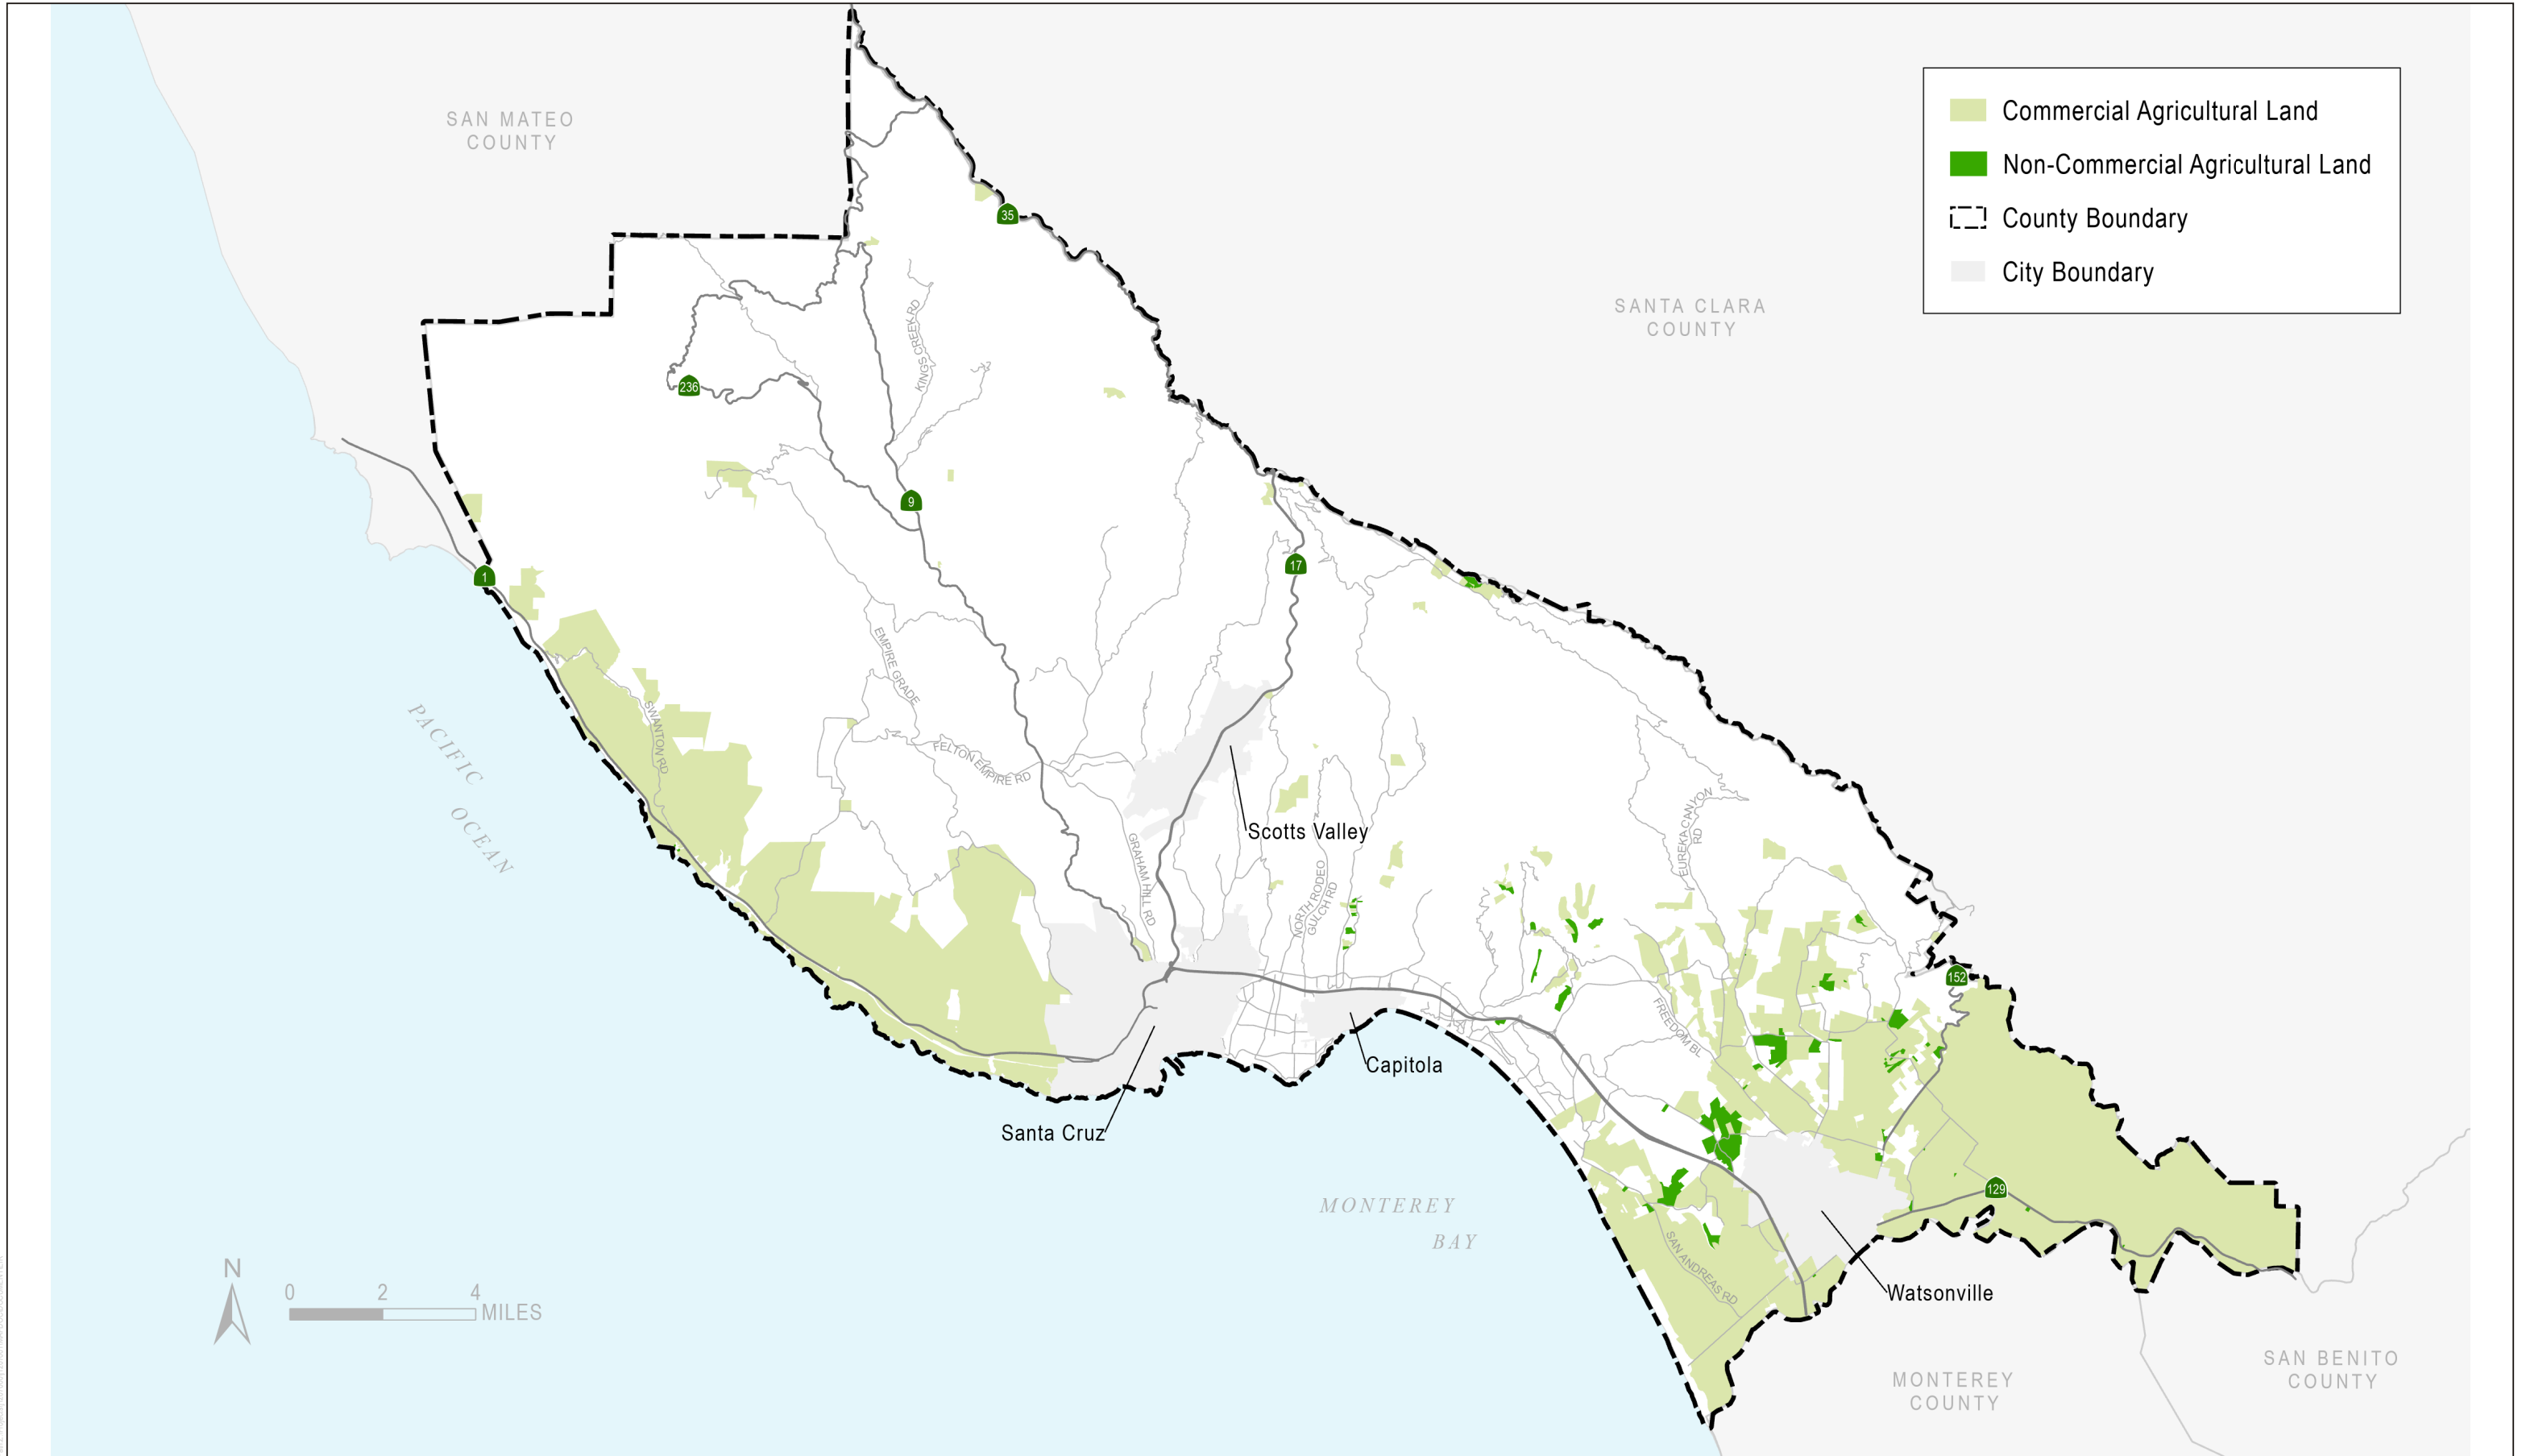 SAN MATEO
COUNTY
Commercial Agricultural Land
Non-Commercial Agricultural Land
County Boundary
City Boundary
35
SANTA CLARA
COUNTY
KINGS CREEK RD
236
9
1
17
EMPIRE GRADE
SWANTON RD
PACIFIC
OCEAN
FELTON EMPIRE RD
GRAHAM HILL RD
Scotts Valley
EUREKA CANYON
RD
NORTH RODEO
GULCH RD
152
FREEDOM BL
Capitola
Santa Cruz
129
MONTEREY
BAY
SAN ANDREAS RD
Watsonville
N
0 2 4
MILES
MONTEREY
COUNTY
SAN BENITO
COUNTY